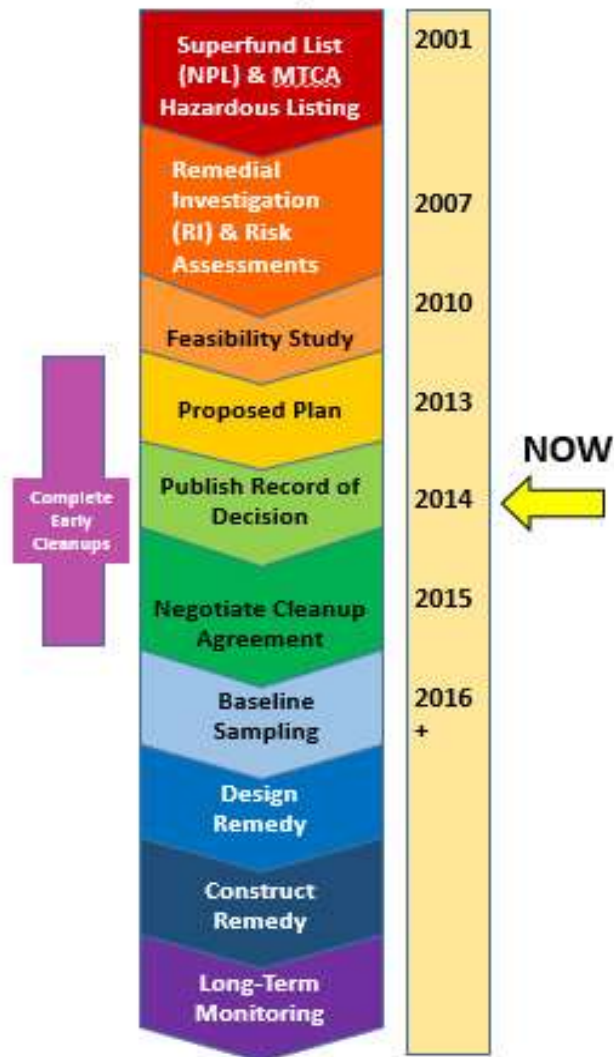 Superfund List
(NPL) & MTCA
Hazardous Listing
2001
Remedial
Investigation
(RI) & Risk
Assessments
2007
Feasibility Study
2010
Proposed Plan
2013
Complete
Early
Cleanups
Publish Record of
Decision
2014
NOW
Negotiate Cleanup
Agreement
2015
Baseline
Sampling
2016
+
Design
Remedy
Construct
Remedy
Long-Term
Monitoring